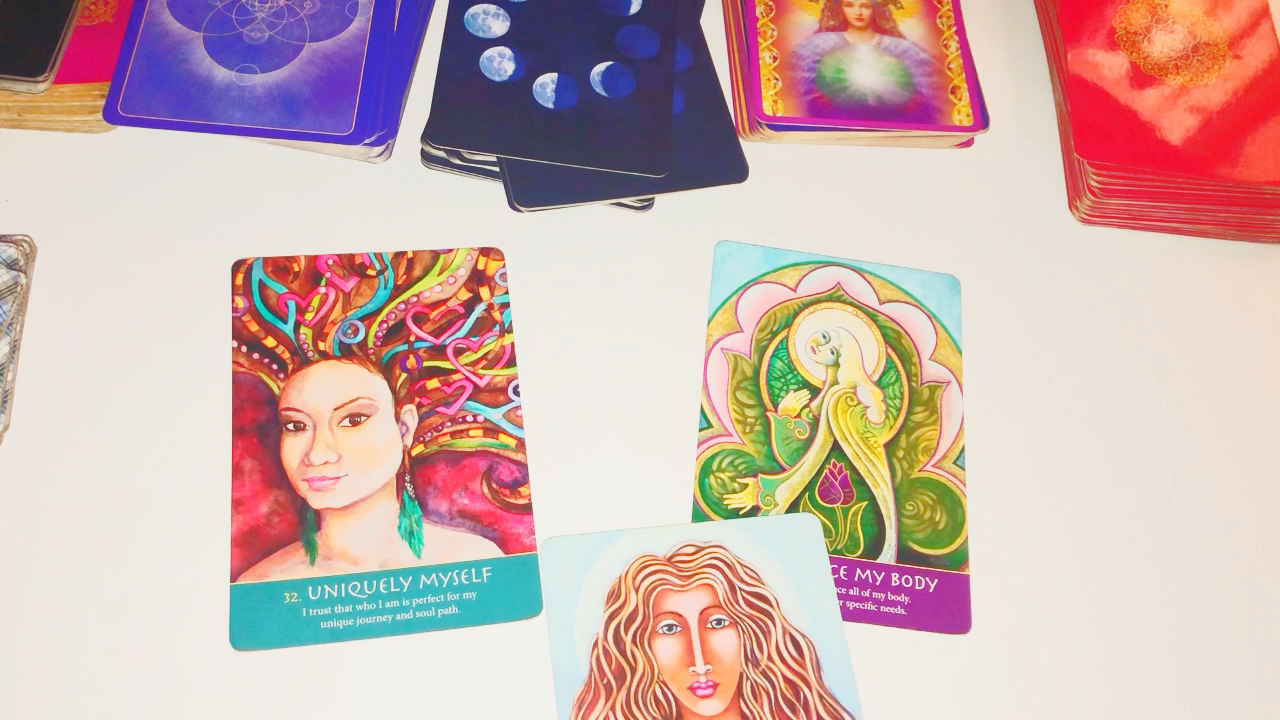 32. UNIQUELY MYSELF
I trust that who I am is perfect for my
unique journey and soul path.
CE MY BODY
ce all of my body.
r specific needs.